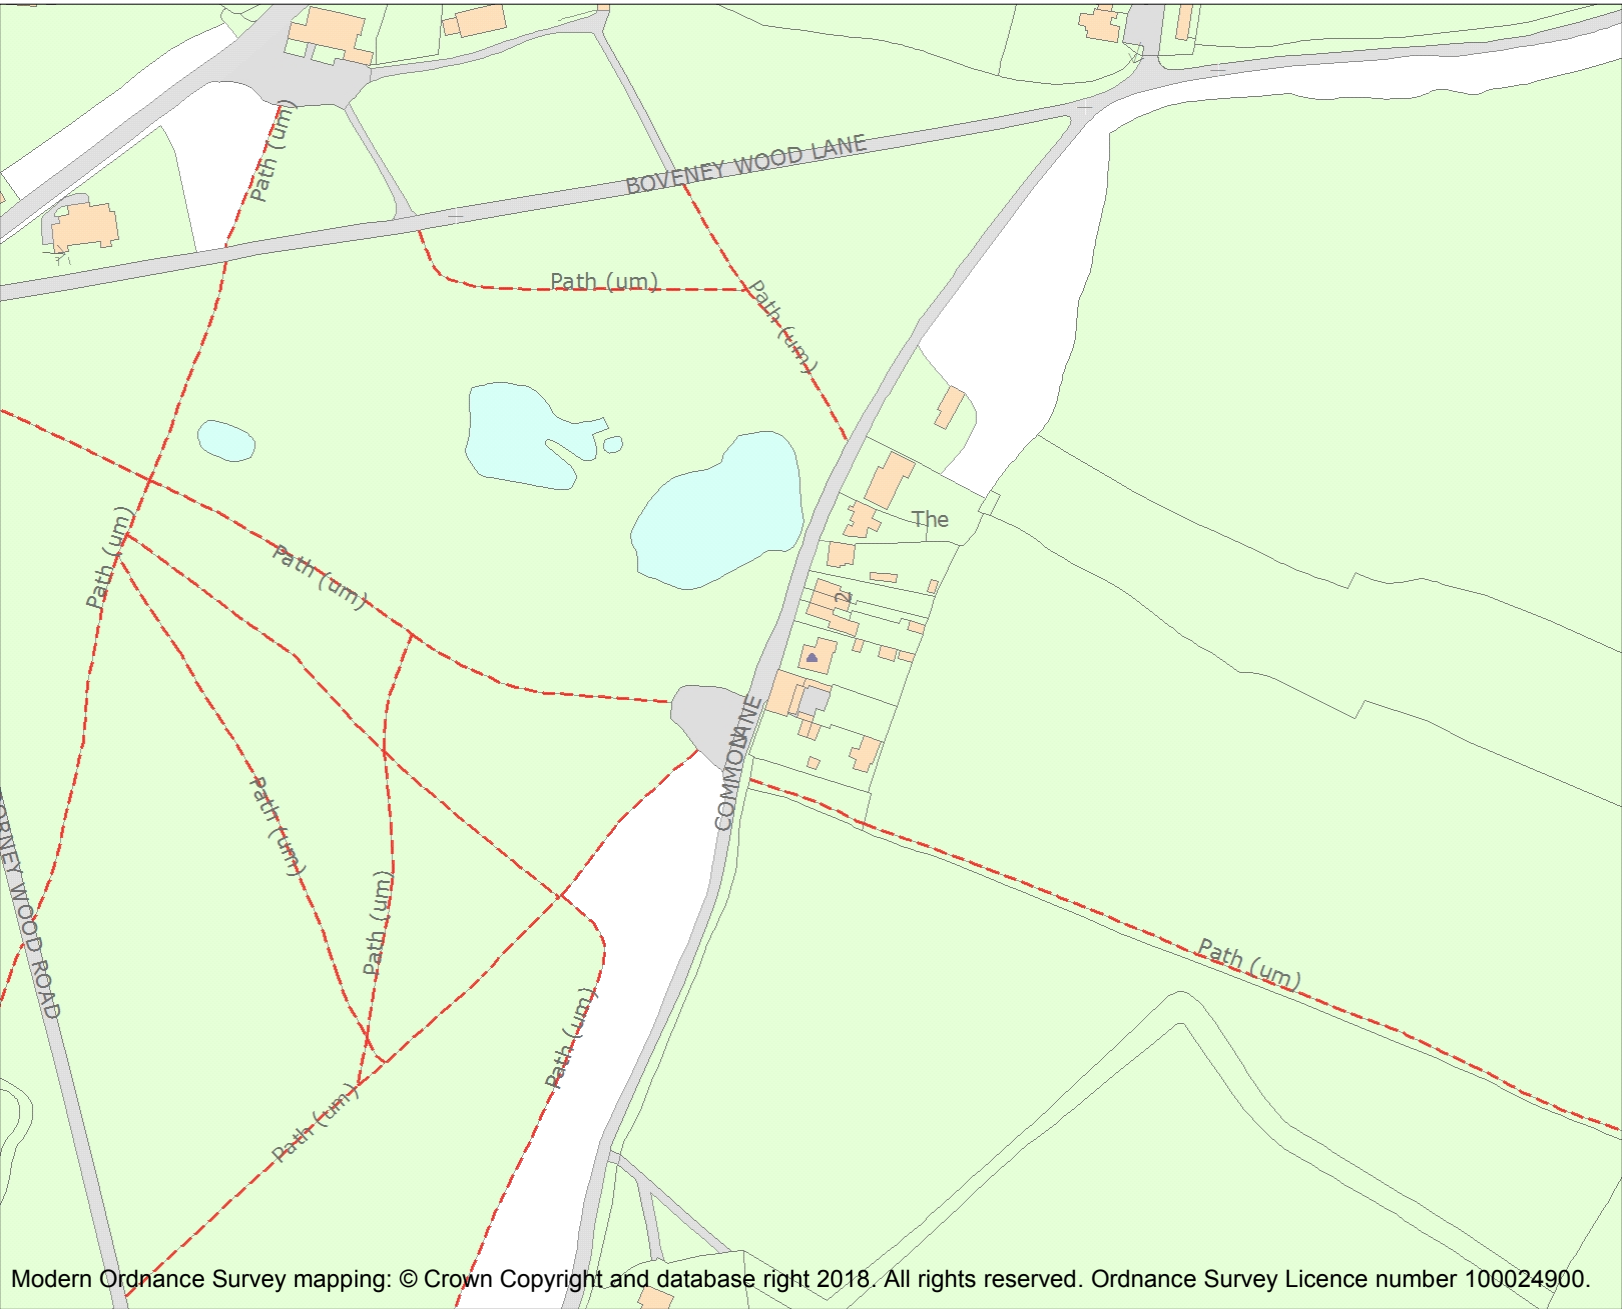 Path (um)
BOVENEY WOOD LANE
Path (um)
Path (um)
The
Path (um)
Path (um)
2
COMMON LANE
Path (um)
ORNEY WOOD ROAD
Path (um)
Path (um)
Path (um)
Path (um)
Modern Ordnance Survey mapping: © Crown Copyright and database right 2018. All rights reserved. Ordnance Survey Licence number 100024900.